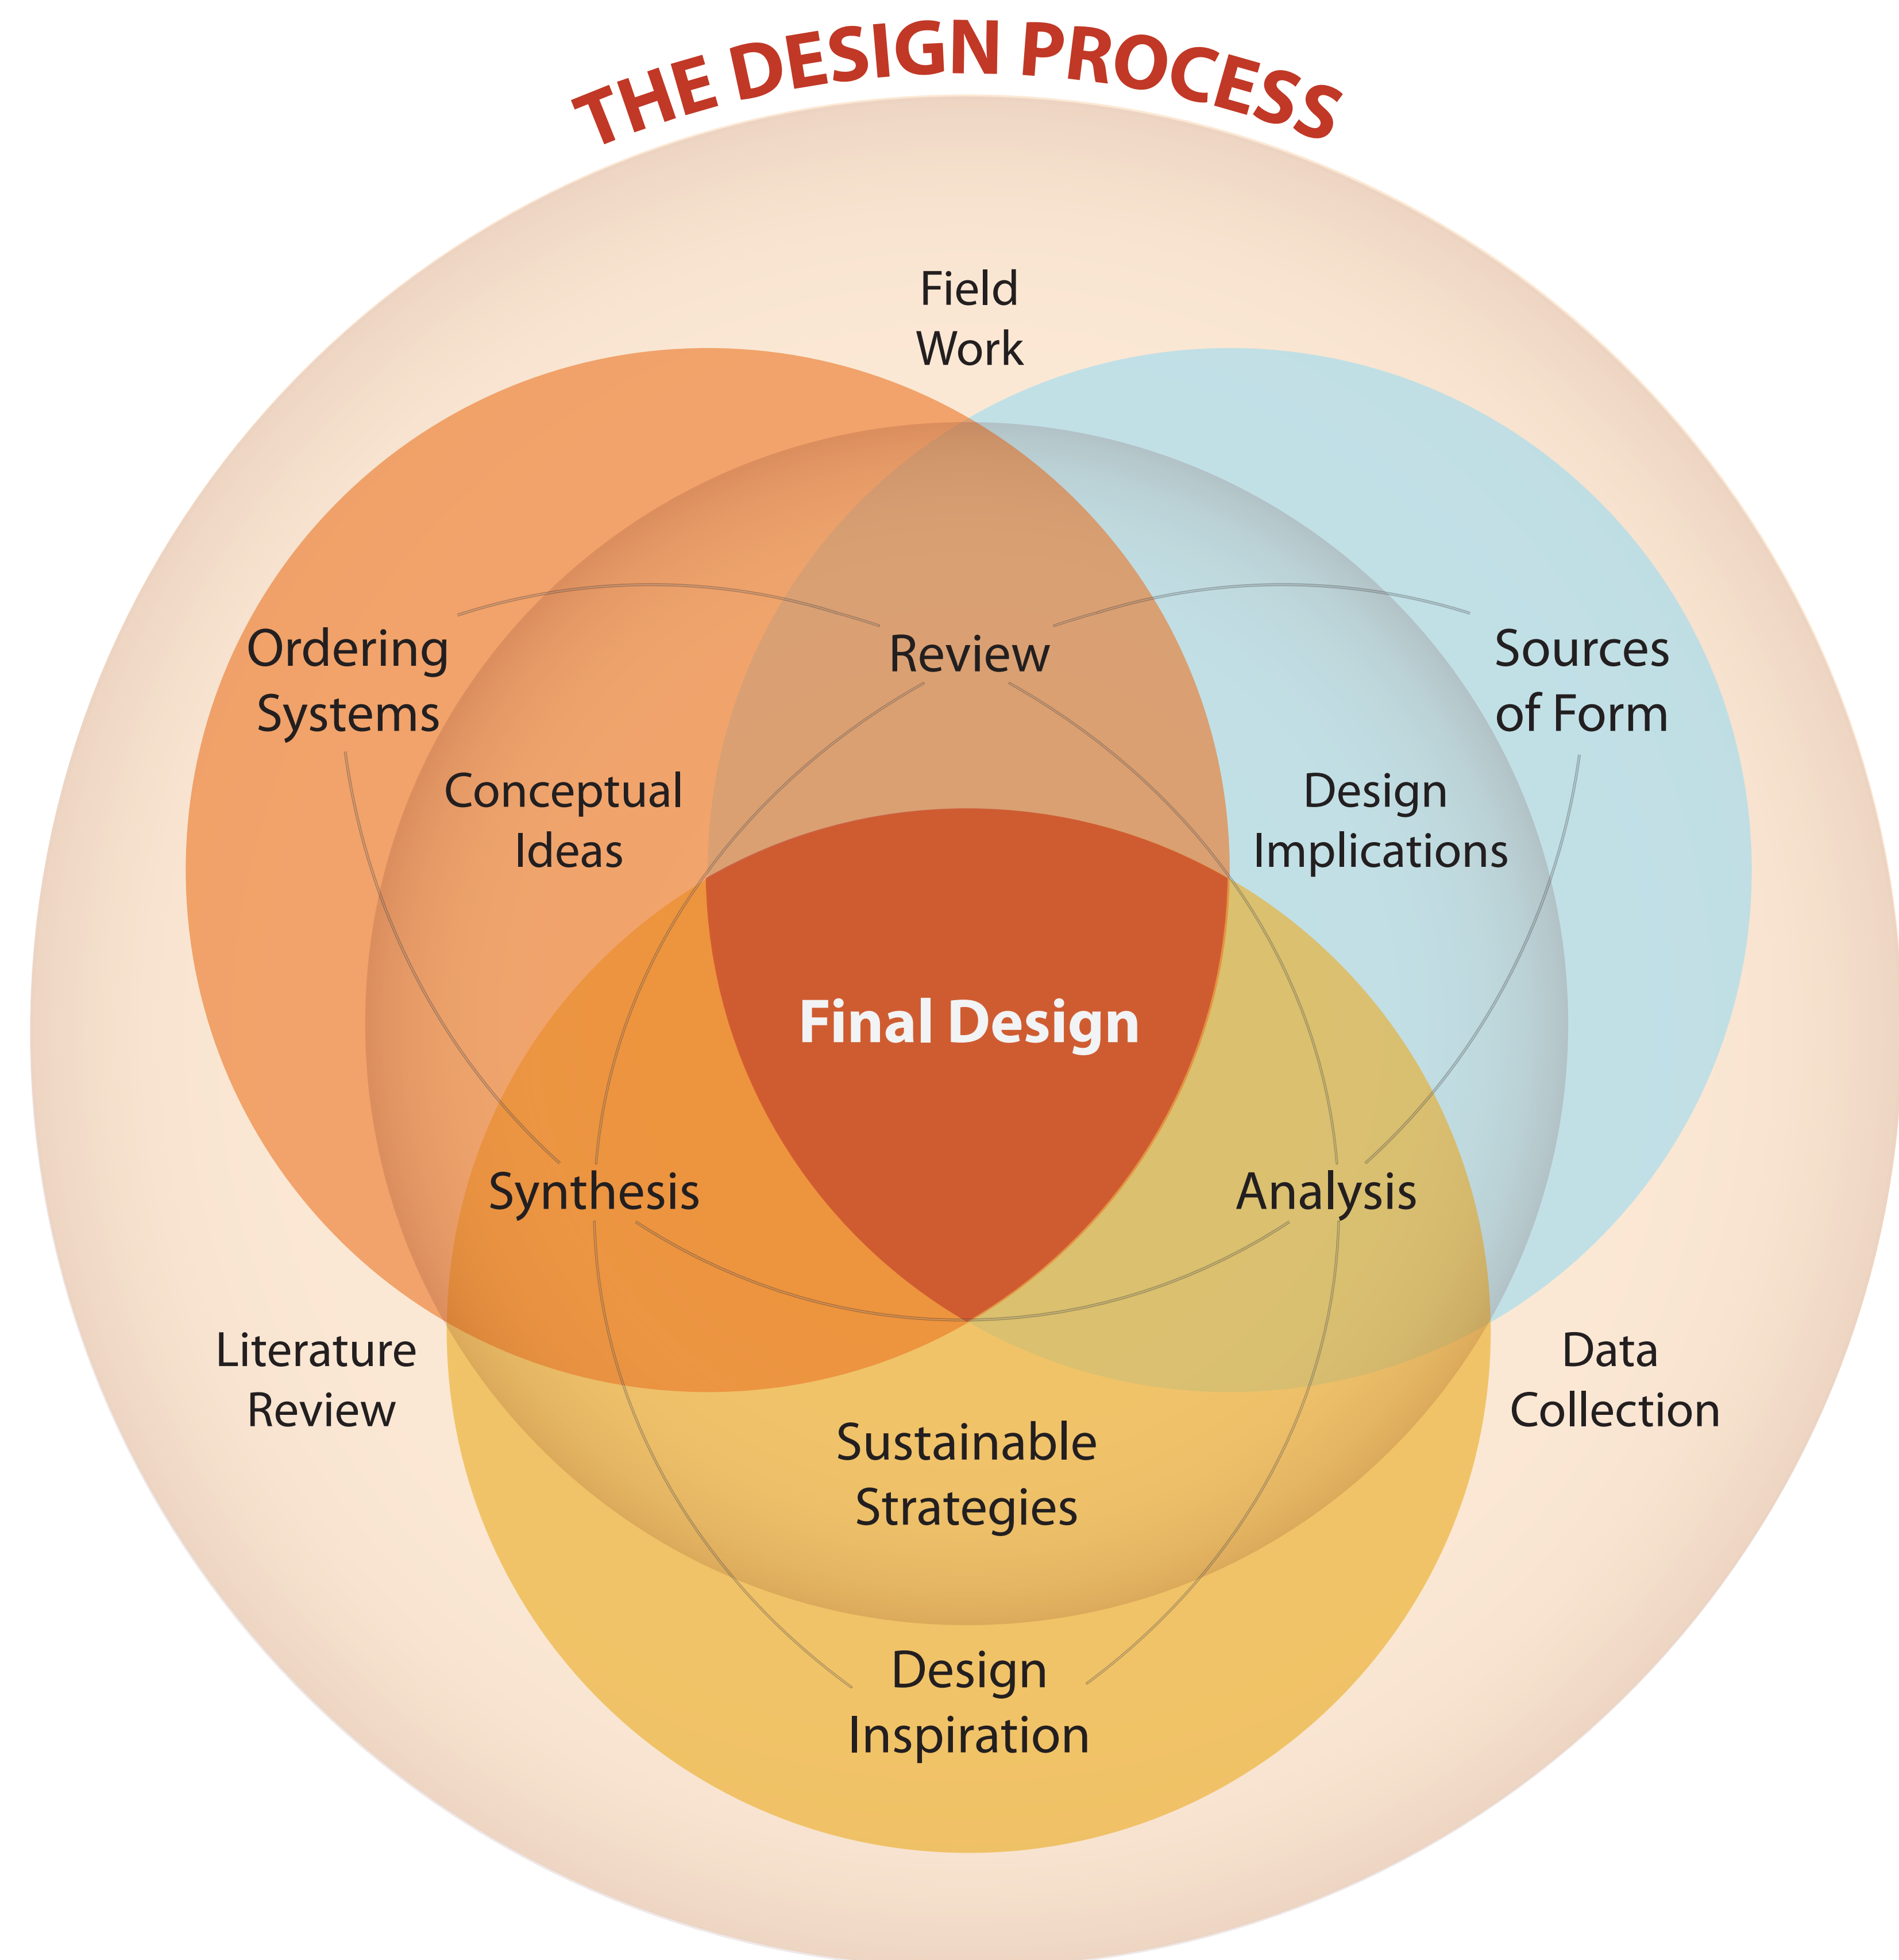 THE DESIGN PROCESS
Field
Work
Ordering
Systems
Review
Sources
of Form
Conceptual
Ideas
Design
Implications
Final Design
Synthesis
Analysis
Literature
Review
Data
Collection
Sustainable
Strategies
Design
Inspiration